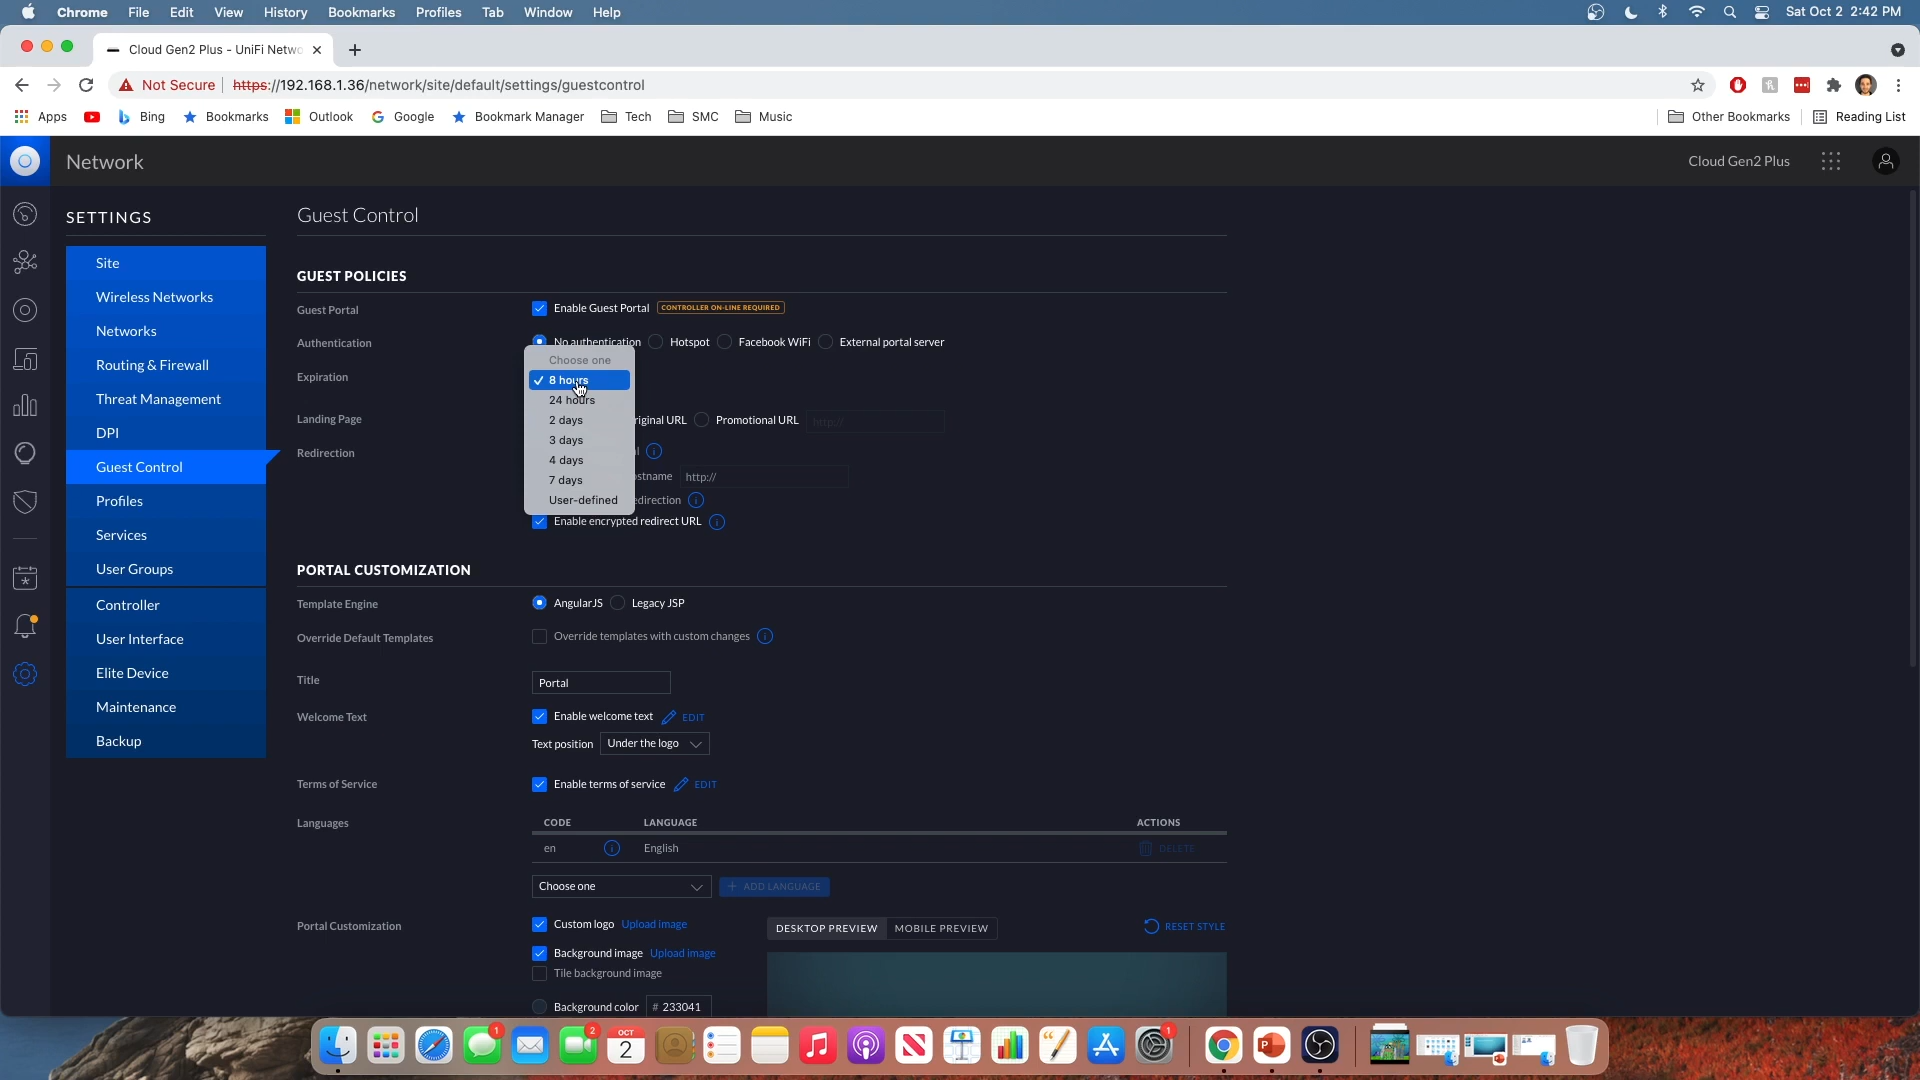 Chrome File Edit View History Bookmarks Profiles Tab Window Help Sat Oct 2 2:42 PM
Cloud Gen2 Plus - UniFi Netwo
Not Secure https://192.168.1.36/network/site/default/settings/guestcontrol
Apps Bing Bookmarks Outlook Google Bookmark Manager Tech SMC Music Other Bookmarks Reading List
Network Cloud Gen2 Plus
SETTINGS
Site
Wireless Networks
Networks
Routing & Firewall
Threat Management
DPI
Guest Control
Profiles
Services
User Groups
Controller
User Interface
Elite Device
Maintenance
Backup
Guest Control
GUEST POLICIES
Guest Portal Enable Guest Portal CONTROLLER ON-LINE REQUIRED
Authentication No authentication Hotspot Facebook WiFi External portal server
Expiration
Choose one
8 hours
24 hours
2 days
3 days
4 days
7 days
User-defined
Landing Page riginal URL Promotional URL http://
Redirection
ostname http://
edirection
Enable encrypted redirect URL
PORTAL CUSTOMIZATION
Template Engine AngularJS Legacy JSP
Override Default Templates Override templates with custom changes
Title Portal
Welcome Text Enable welcome text EDIT
Text position Under the logo
Terms of Service Enable terms of service EDIT
Languages CODE LANGUAGE ACTIONS
en English DELETE
Choose one + ADD LANGUAGE
Portal Customization Custom logo Upload image DESKTOP PREVIEW MOBILE PREVIEW RESET STYLE
Background image Upload image
Tile background image
Background color # 233041
1 2 OCT 2 1